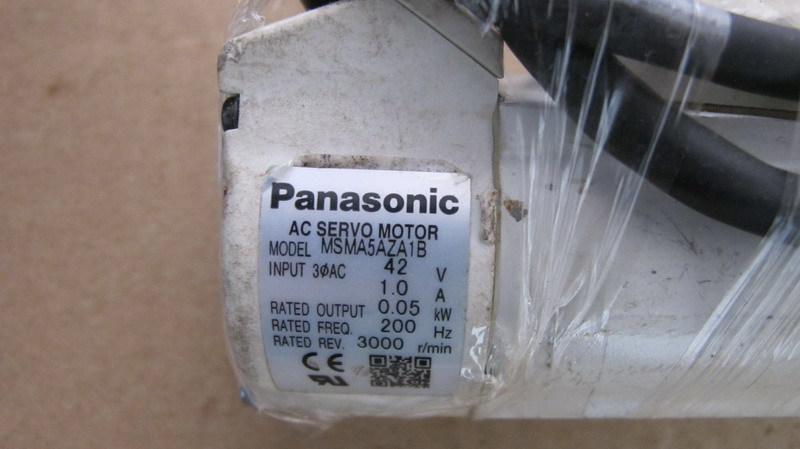 Panasonic
AC SERVO MOTOR
MODEL MSMA5AZA1B
INPUT 3ØAC 42 V
1.0 A
RATED OUTPUT 0.05 kW
RATED FREQ. 200 Hz
RATED REV. 3000 r/min
CE